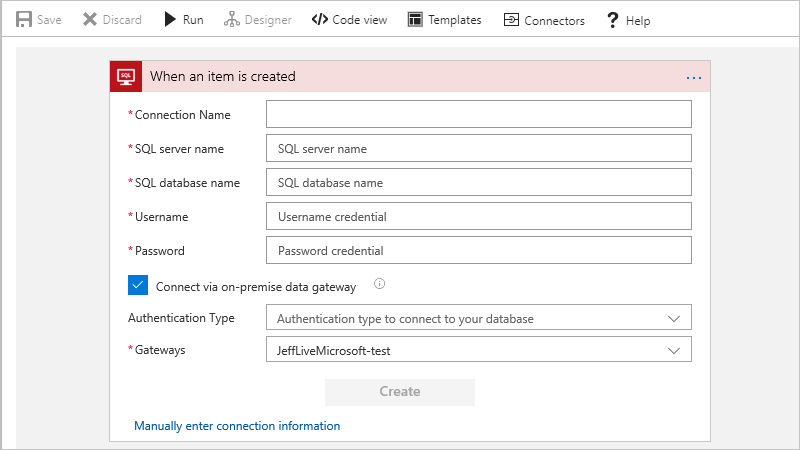 Save Discard Run Designer Code view Templates Connectors Help
SQL When an item is created ...
*Connection Name
*SQL server name SQL server name
*SQL database name SQL database name
*Username Username credential
*Password Password credential
Connect via on-premise data gateway
Authentication Type Authentication type to connect to your database
*Gateways JeffLiveMicrosoft-test
Create
Manually enter connection information